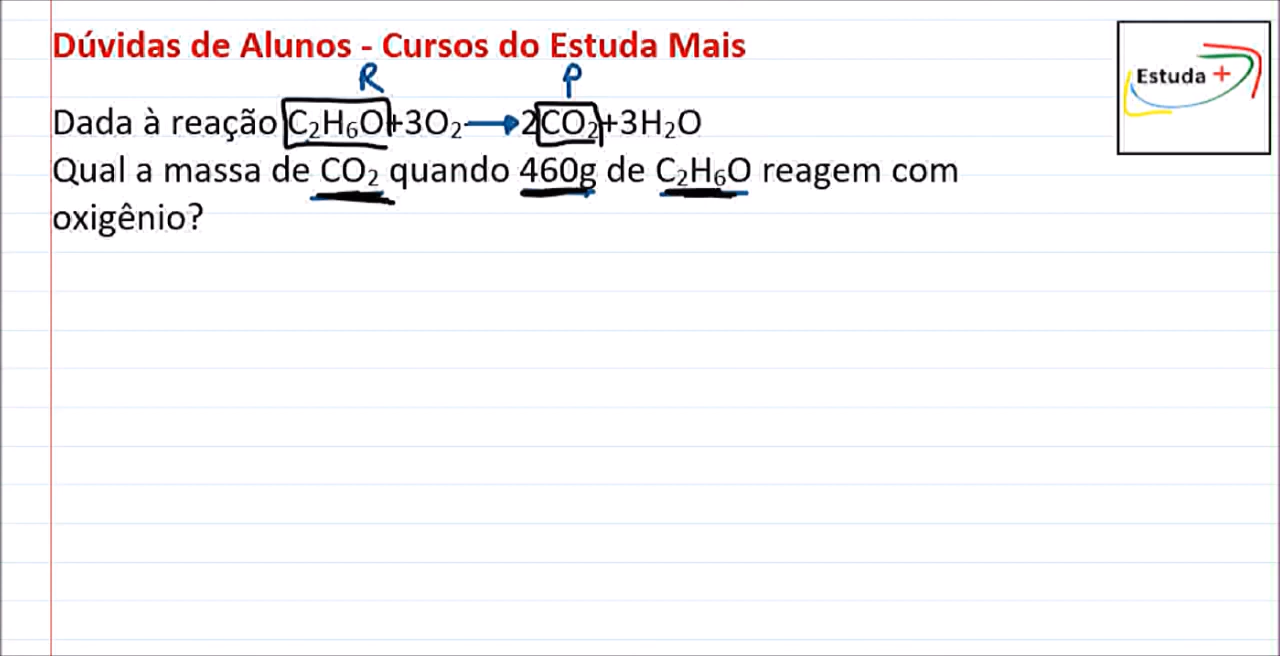 Dúvidas de Alunos - Cursos do Estuda Mais
Estuda +
R P
Dada à reação C₂H₆O+3O₂→2CO₂+3H₂O
Qual a massa de CO₂ quando 460g de C₂H₆O reagem com
oxigênio?